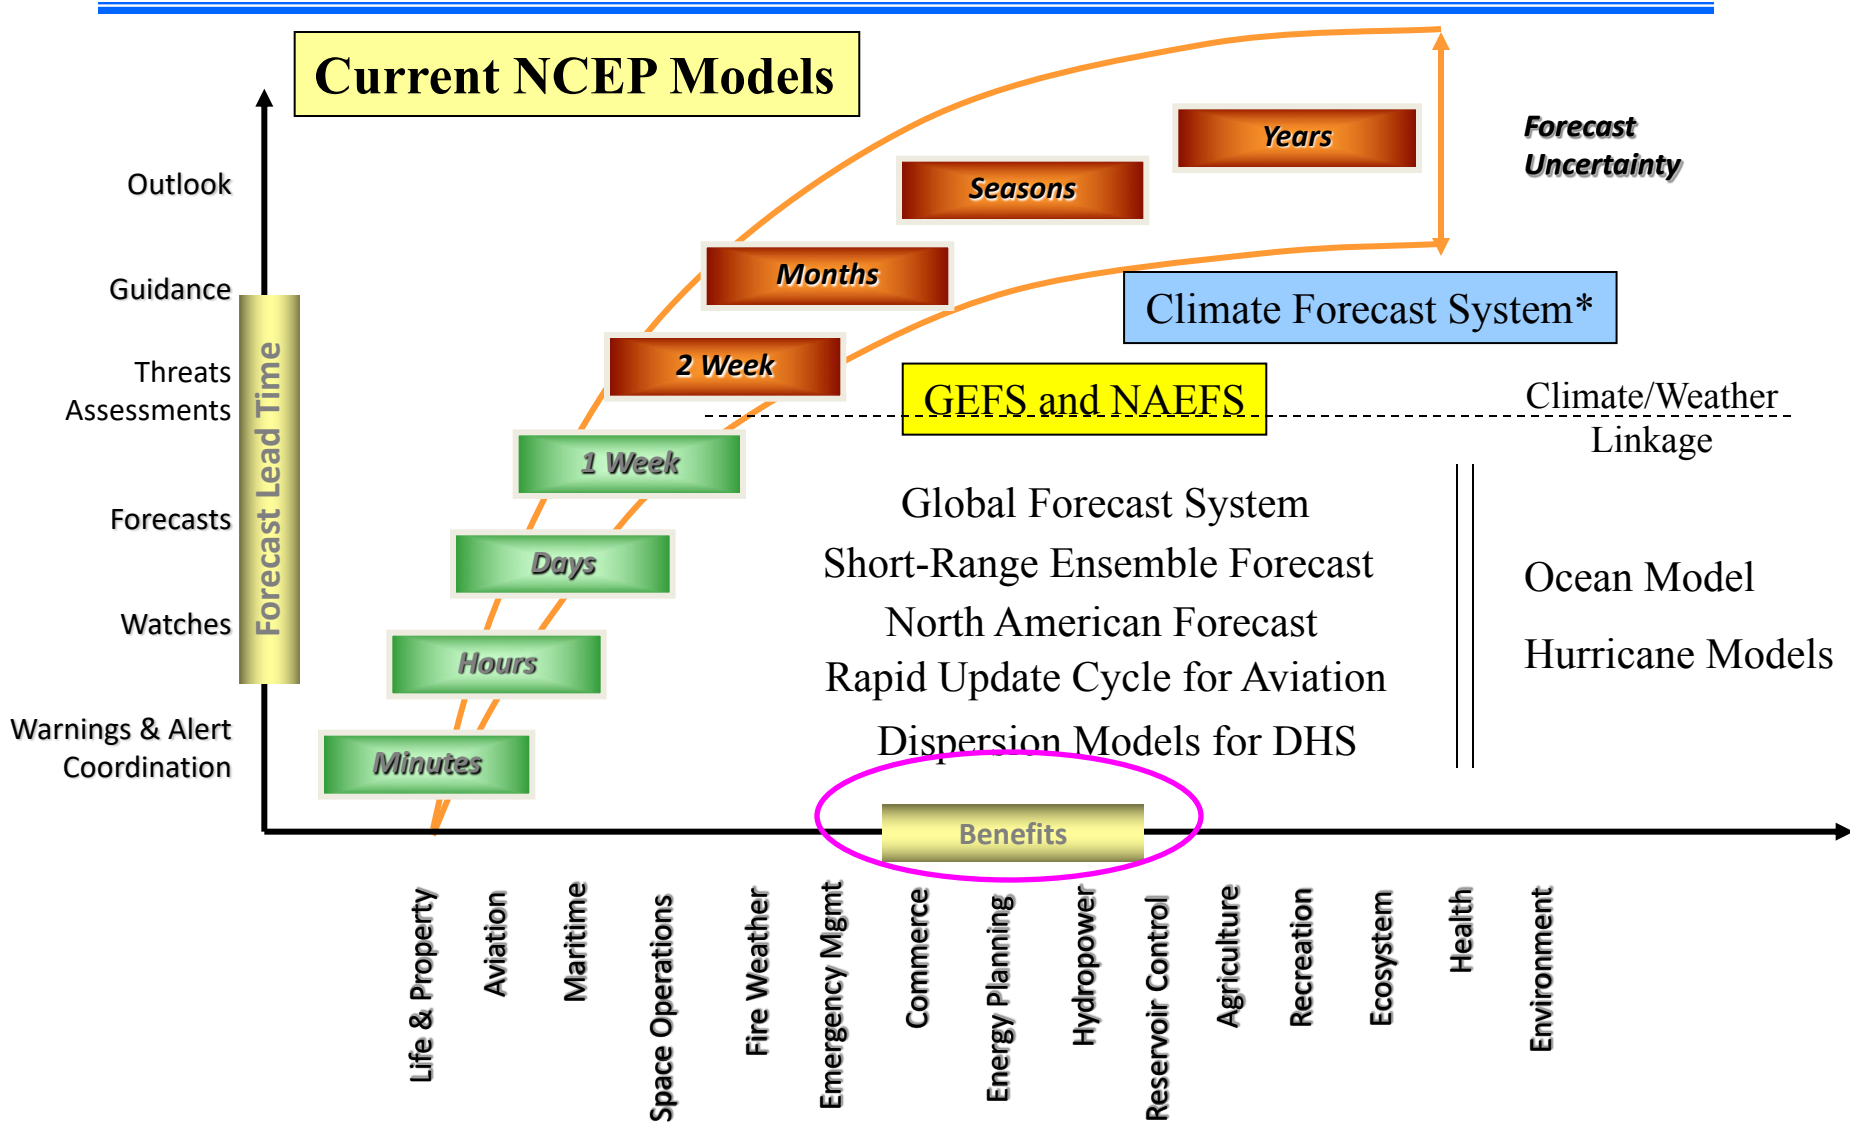 Current NCEP Models
Outlook
Guidance
Threats
Assessments
Forecasts
Watches
Warnings & Alert
Coordination
Forecast Lead Time
Years
Seasons
Months
2 Week
1 Week
Days
Hours
Minutes
Forecast
Uncertainty
Climate Forecast System*
GEFS and NAEFS
Climate/Weather
Linkage
Global Forecast System
Short-Range Ensemble Forecast
North American Forecast
Rapid Update Cycle for Aviation
Dispersion Models for DHS
Ocean Model
Hurricane Models
Benefits
Life & Property
Aviation
Maritime
Space Operations
Fire Weather
Emergency Mgmt
Commerce
Energy Planning
Hydropower
Reservoir Control
Agriculture
Recreation
Ecosystem
Health
Environment